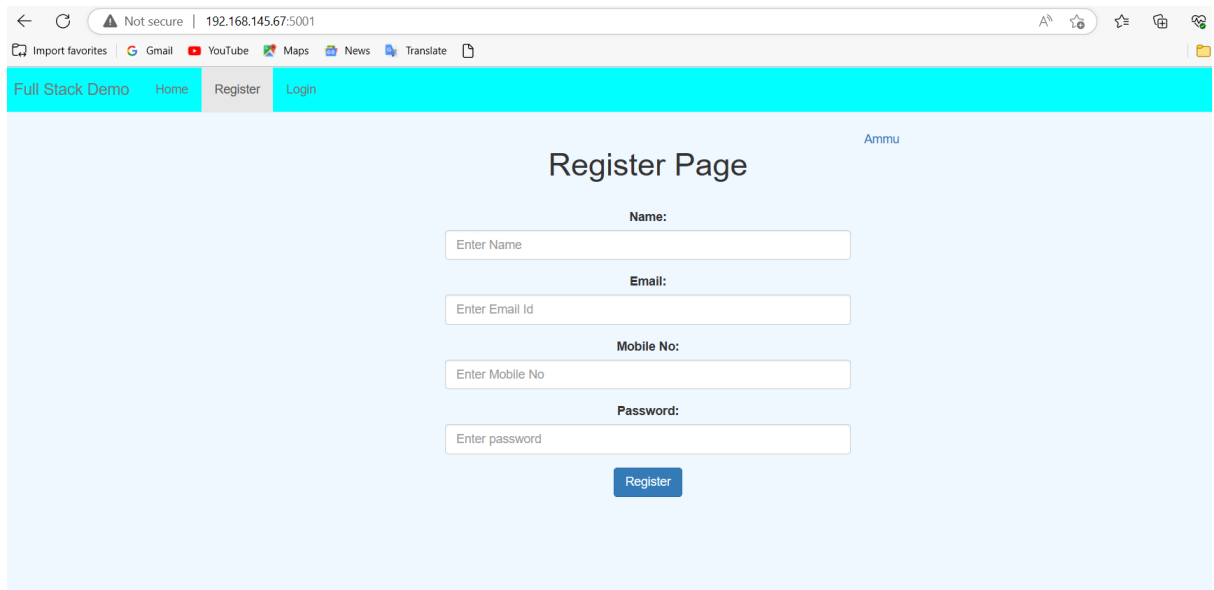 Not secure | 192.168.145.67:5001
Import favorites Gmail YouTube Maps News Translate
Full Stack Demo Home Register Login
Ammu
Register Page
Name:
Enter Name
Email:
Enter Email Id
Mobile No:
Enter Mobile No
Password:
Enter password
Register